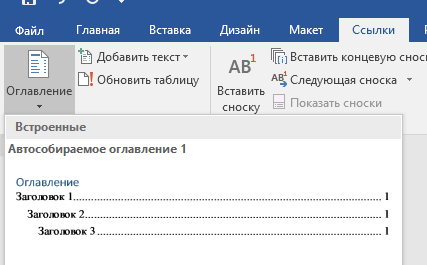 Файл Главная Вставка Дизайн Макет Ссылки
Оглавление
Добавить текст
Обновить таблицу
AB1
Вставить сноску
Вставить концевую снос
AB1 Следующая сноска
Показать сноски
Встроенные
Автособираемое оглавление 1
Оглавление
Заголовок 1........................................................................1
Заголовок 2....................................................................1
Заголовок 3................................................................1